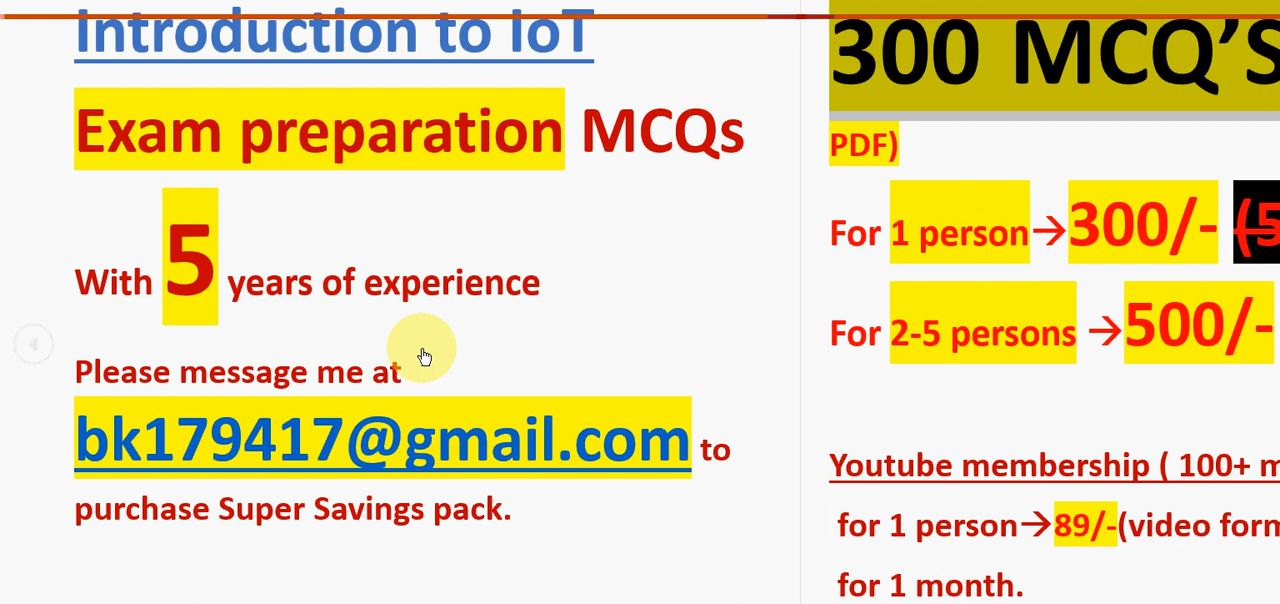 Introduction to IoT
Exam preparation MCQs
With 5 years of experience
Please message me at
bk179417@gmail.com to
purchase Super Savings pack.
300 MCQ’S
PDF)
For 1 person→300/- (5
For 2-5 persons →500/-
Youtube membership ( 100+ m
for 1 person→89/-(video form
for 1 month.